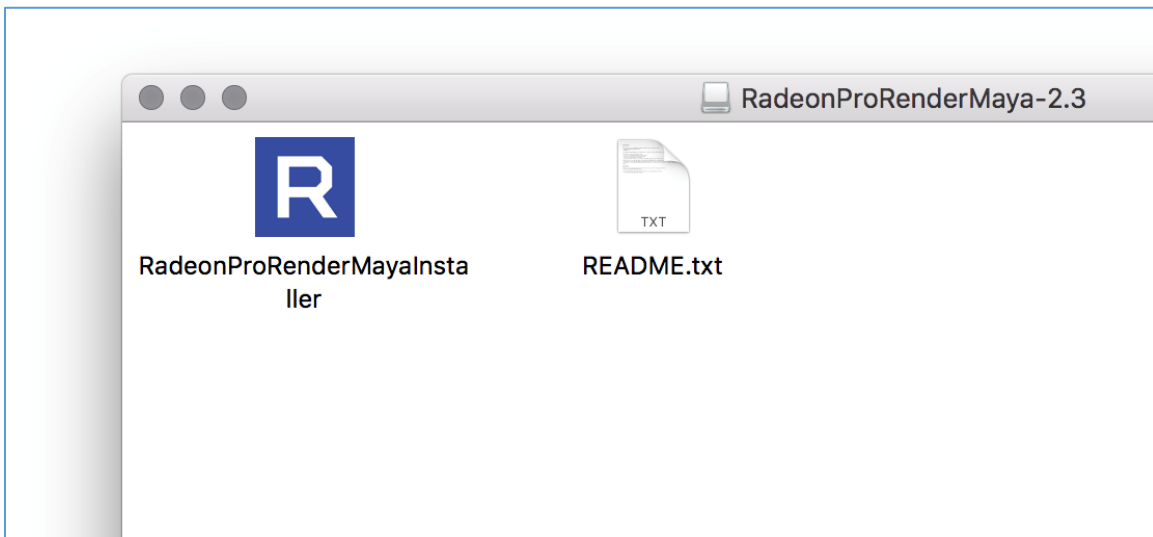 RadeonProRenderMaya-2.3
R
TXT
RadeonProRenderMayaInsta
ller
README.txt